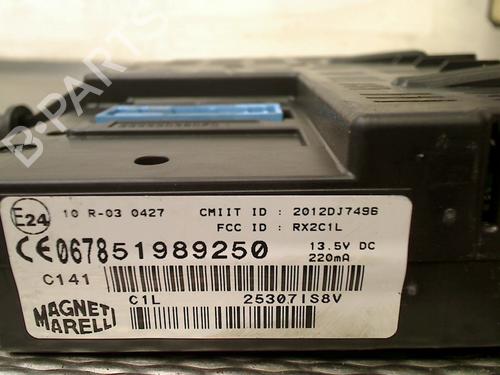 B-PARTS
E24
10 R-03 0427
CMIIT ID : 2012DJ7496
FCC ID : RX2C1L
CE0678
51989250
13.5V DC
220mA
C141
C1L
25307IS8V
MAGNETI
MARELLI